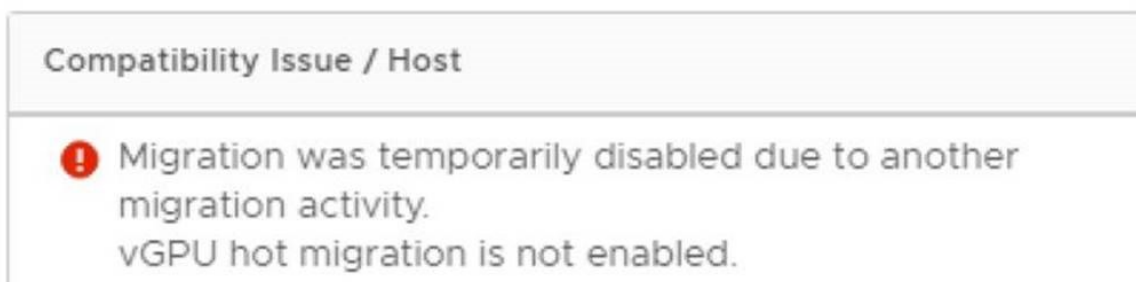 Compatibility Issue / Host
Migration was temporarily disabled due to another
migration activity.
vGPU hot migration is not enabled.